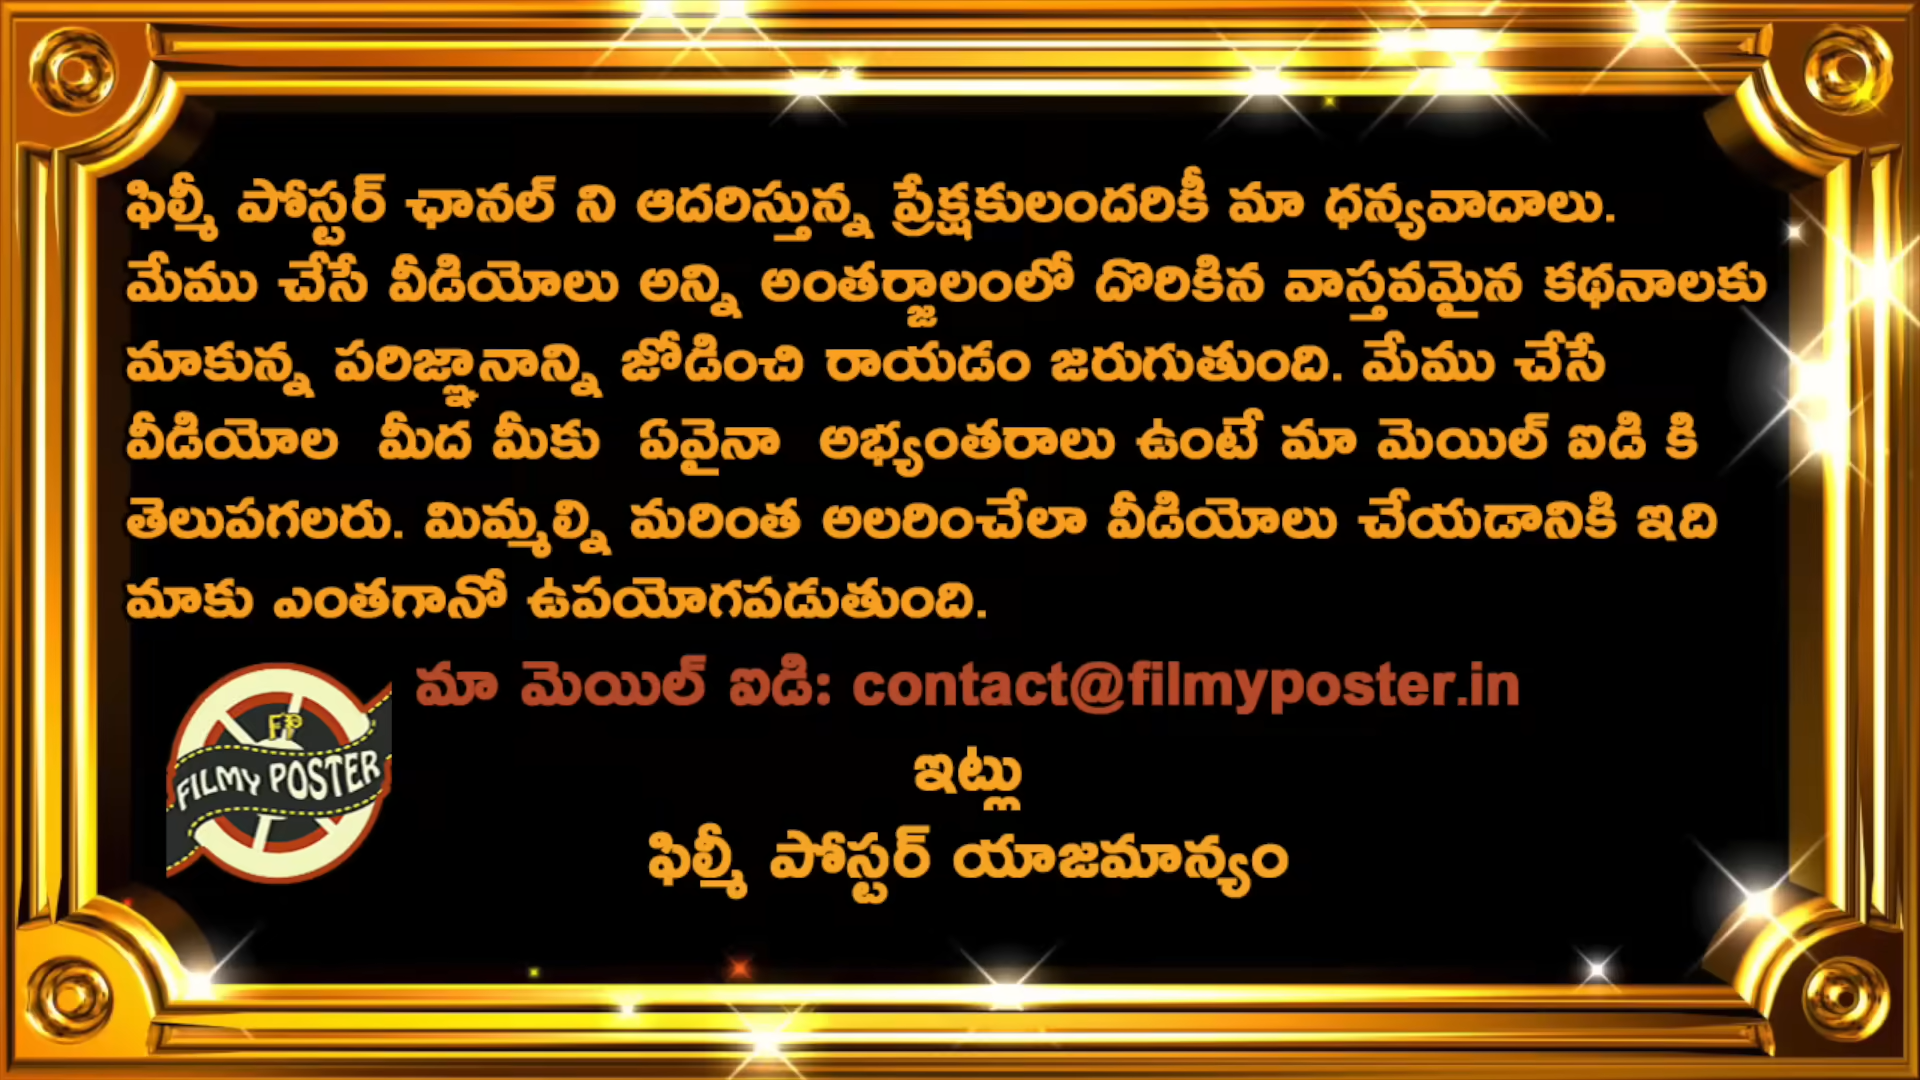 ఫిల్మీ పోస్టర్ ఛానల్ ని ఆదరిస్తున్న ప్రేక్షకులందరికీ మా ధన్యవాదాలు.
మేము చేసే వీడియోలు అన్ని అంతర్జాలంలో దొరికిన వాస్తవమైన కథనాలకు
మాకున్న పరిజ్ఞానాన్ని జోడించి రాయడం జరుగుతుంది. మేము చేసే
వీడియోల మీద మీకు ఏవైనా అభ్యంతరాలు ఉంటే మా మెయిల్ ఐడి కి
తెలుపగలరు. మిమ్మల్ని మరింత అలరించేలా వీడియోలు చేయడానికి ఇది
మాకు ఎంతగానో ఉపయోగపడుతుంది.
మా మెయిల్ ఐడి: contact@filmyposter.in
FP
FILMY POSTER
ఇట్లు
ఫిల్మీ పోస్టర్ యాజమాన్యం